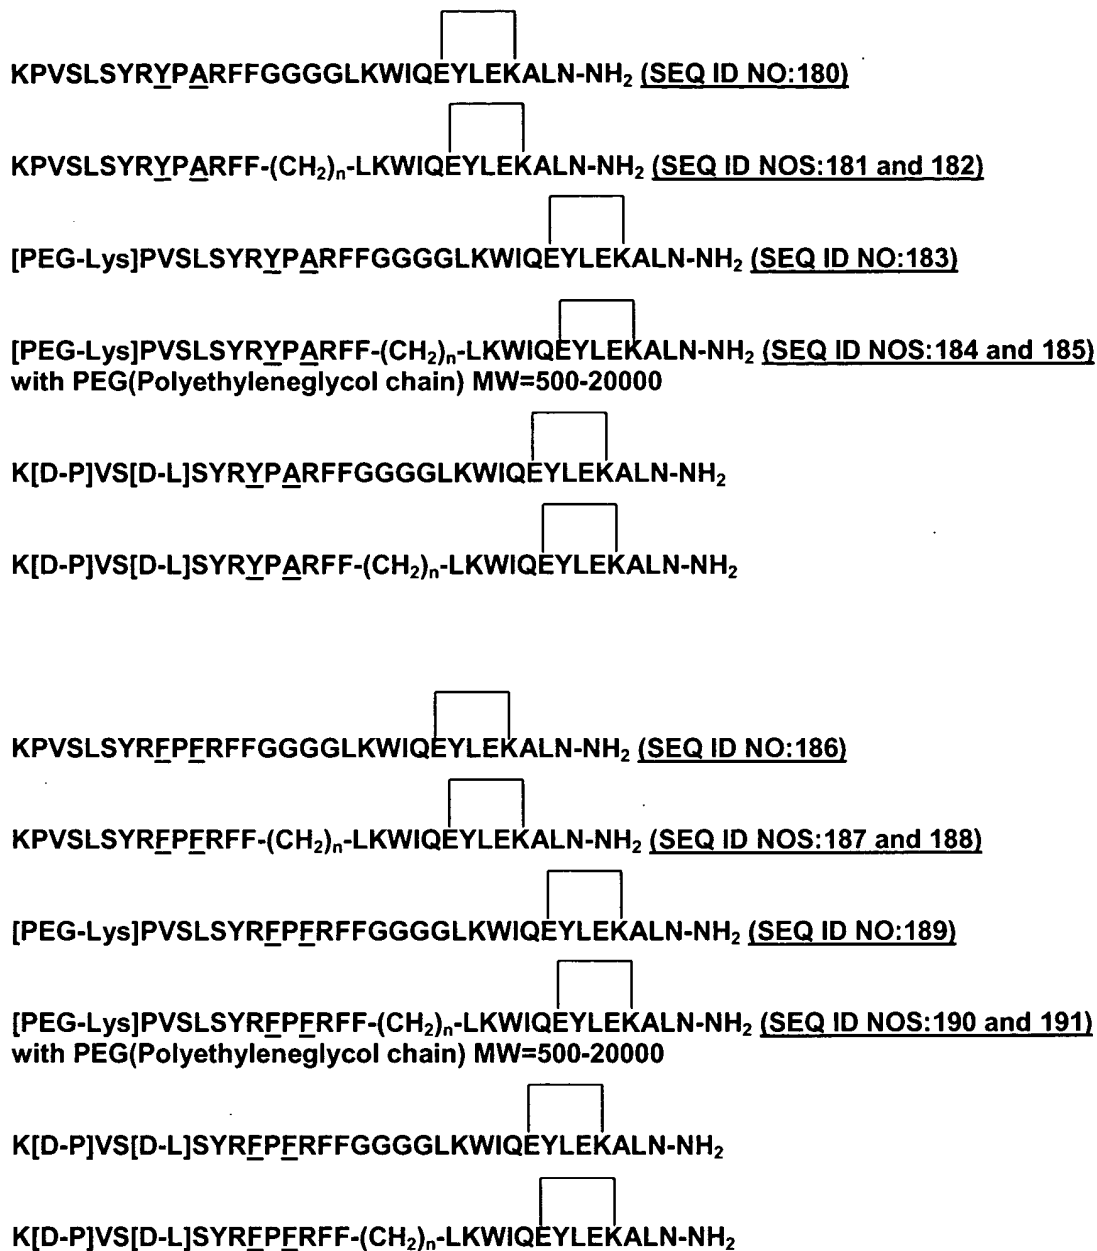 KPVSLSYRYPARFFGGGGLKWIQEYLEKALN-NH₂ (SEQ ID NO:180)
KPVSLSYRYPARFF-(CH₂)ₙ-LKWIQEYLEKALN-NH₂ (SEQ ID NOS:181 and 182)
[PEG-Lys]PVSLSYRYPARFFGGGGLKWIQEYLEKALN-NH₂ (SEQ ID NO:183)
[PEG-Lys]PVSLSYRYPARFF-(CH₂)ₙ-LKWIQEYLEKALN-NH₂ (SEQ ID NOS:184 and 185)
with PEG(Polyethyleneglycol chain) MW=500-20000
K[D-P]VS[D-L]SYRYPARFFGGGGLKWIQEYLEKALN-NH₂
K[D-P]VS[D-L]SYRYPARFF-(CH₂)ₙ-LKWIQEYLEKALN-NH₂
KPVSLSYRFPFRFFGGGGLKWIQEYLEKALN-NH₂ (SEQ ID NO:186)
KPVSLSYRFPFRFF-(CH₂)ₙ-LKWIQEYLEKALN-NH₂ (SEQ ID NOS:187 and 188)
[PEG-Lys]PVSLSYRFPFRFFGGGGLKWIQEYLEKALN-NH₂ (SEQ ID NO:189)
[PEG-Lys]PVSLSYRFPFRFF-(CH₂)ₙ-LKWIQEYLEKALN-NH₂ (SEQ ID NOS:190 and 191)
with PEG(Polyethyleneglycol chain) MW=500-20000
K[D-P]VS[D-L]SYRFPFRFFGGGGLKWIQEYLEKALN-NH₂
K[D-P]VS[D-L]SYRFPFRFF-(CH₂)ₙ-LKWIQEYLEKALN-NH₂